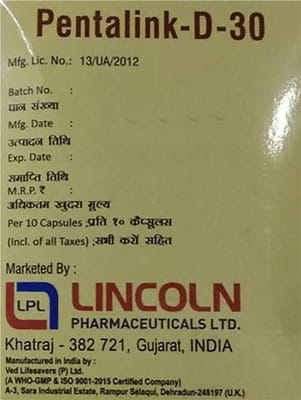 Pentalink-D-30
Mfg. Lic. No.: 13/UA/2012
Batch No. :
घान संख्या
Mfg. Date :
उत्पादन तिथि
Exp. Date :
समाप्ति तिथि
M.R.P. ₹ :
अधिकतम खुदरा मूल्य
Per 10 Capsules ;प्रति १० कैप्सुलस
(Incl. of all Taxes) ;सभी करों सहित
Marketed By :
LPL LINCOLN
PHARMACEUTICALS LTD.
Khatraj - 382 721, Gujarat, INDIA
Manufactured in India by :
Ved Lifesavers (P) Ltd.
(A WHO-GMP & ISO 9001-2015 Certified Company)
A-3, Sara Industrial Estate, Rampur Selaqui, Dehradun-248197 (U.K.)